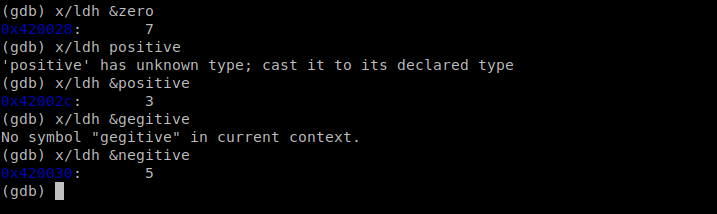 (gdb) x/ldh &zero
0x420028:       7
(gdb) x/ldh positive
'positive' has unknown type; cast it to its declared type
(gdb) x/ldh &positive
0x42002c:       3
(gdb) x/ldh &gegitive
No symbol "gegitive" in current context.
(gdb) x/ldh &negitive
0x420030:       5
(gdb)